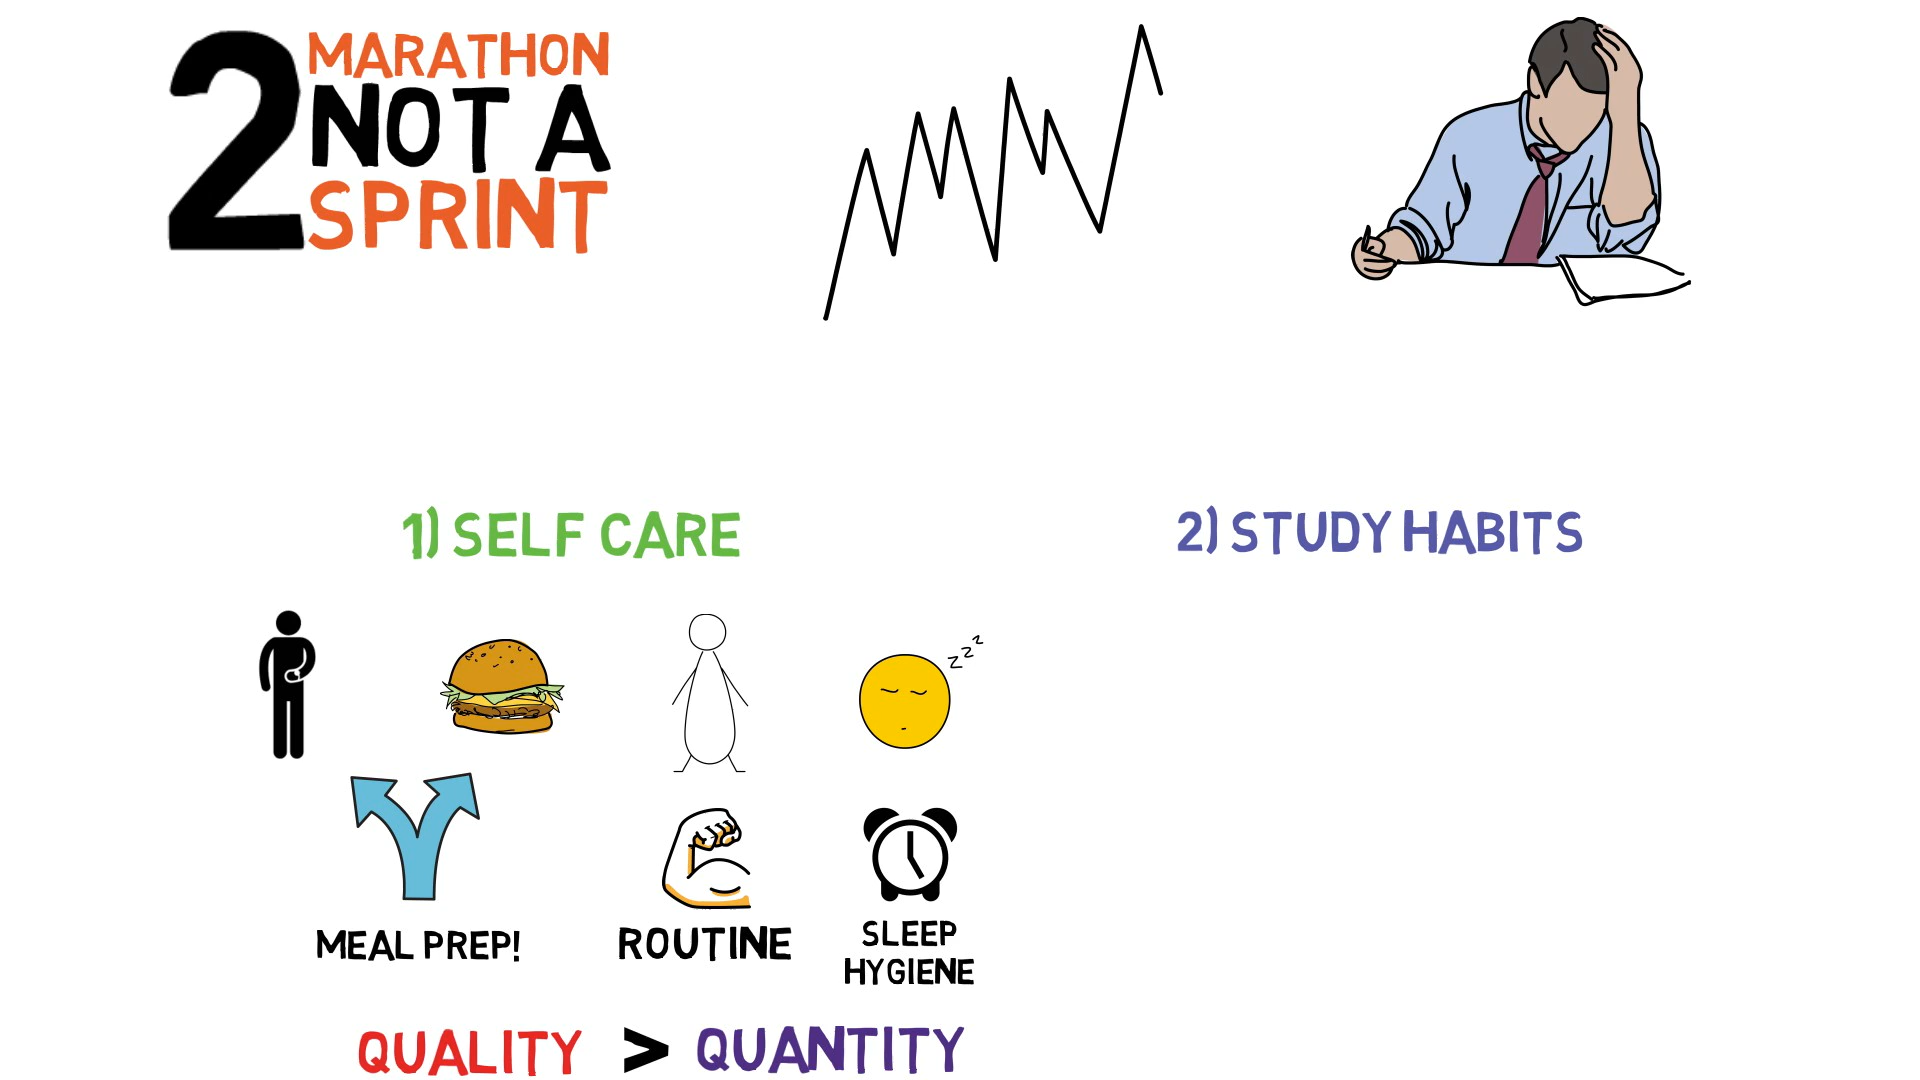 2
MARATHON
NOT A
SPRINT
1) SELF CARE
2) STUDY HABITS
z z z
MEAL PREP!
ROUTINE
SLEEP
HYGIENE
QUALITY > QUANTITY